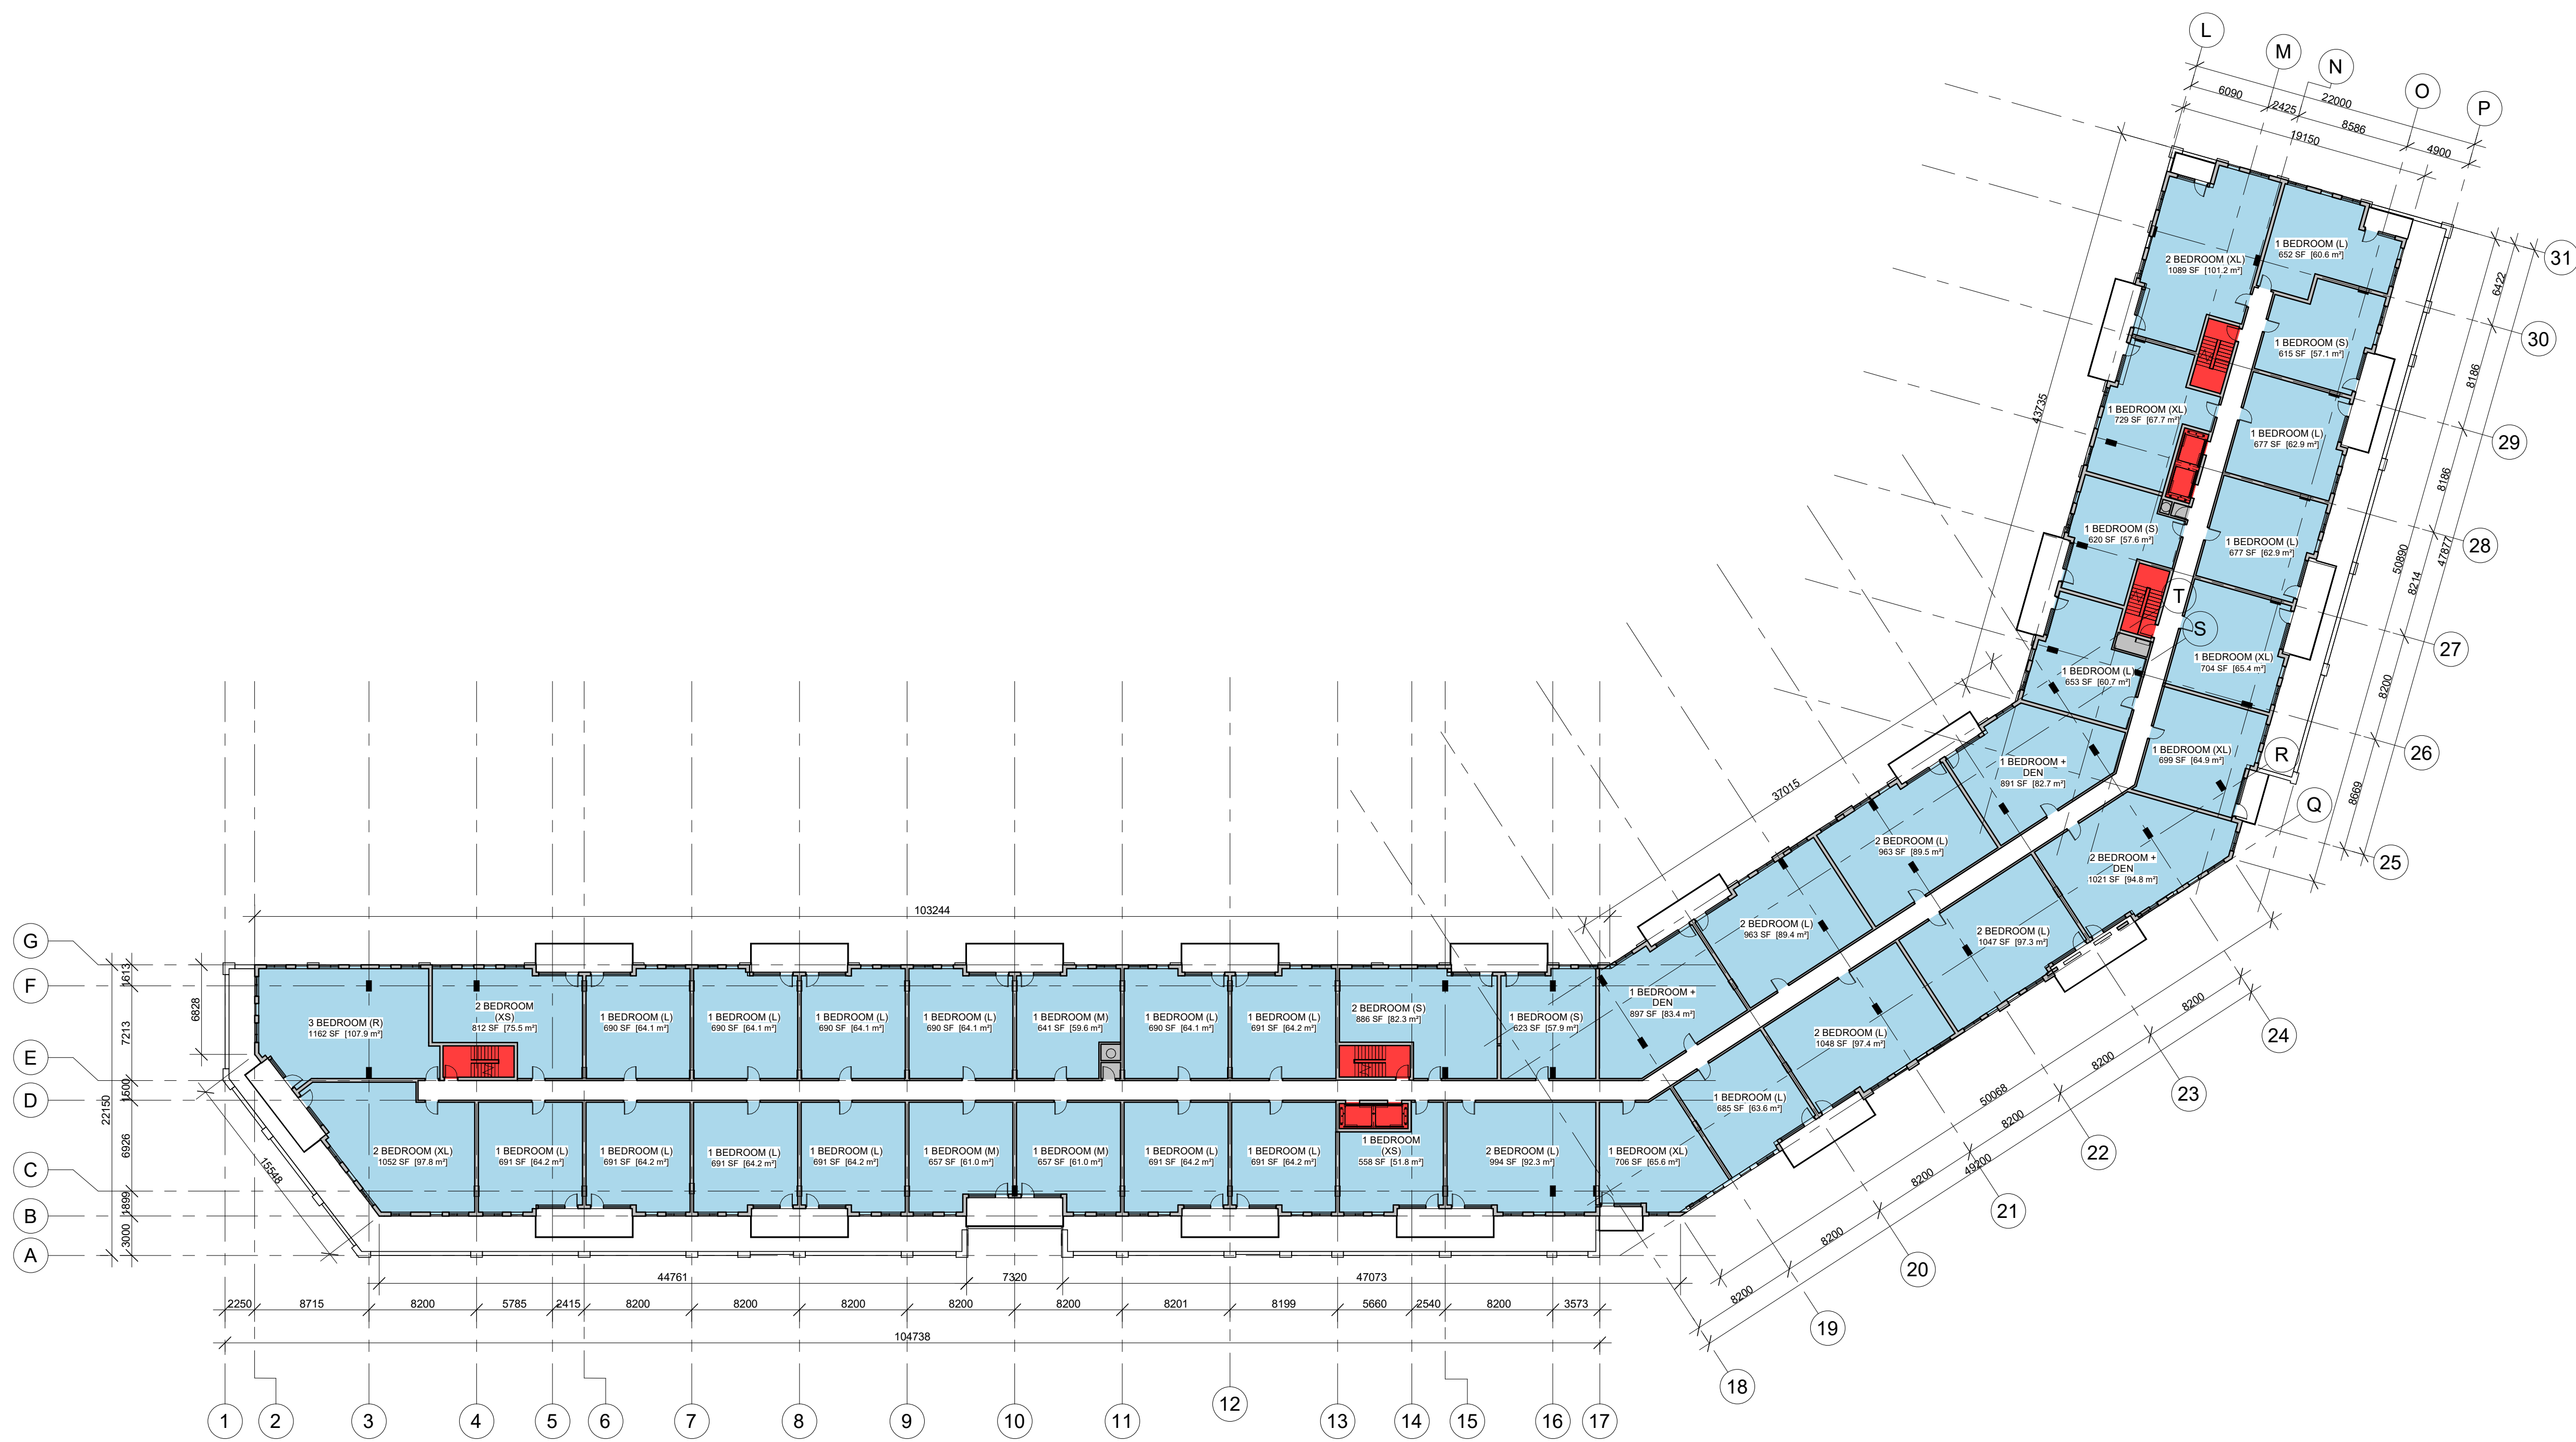 L
M
N
O
P
6090
2425
22000
8586
19150
4900
31
30
29
28
27
26
25
6422
8186
8186
8214
8200
8669
50890
47877
43735
2 BEDROOM (XL)
1089 SF [101.2 m²]
1 BEDROOM (L)
652 SF [60.6 m²]
1 BEDROOM (S)
615 SF [57.1 m²]
1 BEDROOM (XL)
729 SF [67.7 m²]
1 BEDROOM (L)
677 SF [62.9 m²]
1 BEDROOM (S)
620 SF [57.6 m²]
1 BEDROOM (L)
677 SF [62.9 m²]
T
S
1 BEDROOM (L)
653 SF [60.7 m²]
1 BEDROOM (XL)
704 SF [65.4 m²]
1 BEDROOM (XL)
699 SF [64.9 m²]
R
Q
37015
1 BEDROOM +
DEN
891 SF [82.7 m²]
2 BEDROOM (L)
963 SF [89.5 m²]
2 BEDROOM +
DEN
1021 SF [94.8 m²]
2 BEDROOM (L)
963 SF [89.4 m²]
2 BEDROOM (L)
1047 SF [97.3 m²]
1 BEDROOM +
DEN
897 SF [83.4 m²]
2 BEDROOM (L)
1048 SF [97.4 m²]
1 BEDROOM (L)
685 SF [63.6 m²]
1 BEDROOM (XL)
706 SF [65.6 m²]
103244
G
F
E
D
C
B
A
1613
7213
1500
6926
1899
3000
22150
6828
15548
3 BEDROOM (R)
1162 SF [107.9 m²]
2 BEDROOM
(XS)
812 SF [75.5 m²]
1 BEDROOM (L)
690 SF [64.1 m²]
1 BEDROOM (L)
690 SF [64.1 m²]
1 BEDROOM (L)
690 SF [64.1 m²]
1 BEDROOM (L)
690 SF [64.1 m²]
1 BEDROOM (M)
641 SF [59.6 m²]
1 BEDROOM (L)
690 SF [64.1 m²]
1 BEDROOM (L)
691 SF [64.2 m²]
2 BEDROOM (S)
886 SF [82.3 m²]
1 BEDROOM (S)
623 SF [57.9 m²]
2 BEDROOM (XL)
1052 SF [97.8 m²]
1 BEDROOM (L)
691 SF [64.2 m²]
1 BEDROOM (L)
691 SF [64.2 m²]
1 BEDROOM (L)
691 SF [64.2 m²]
1 BEDROOM (L)
691 SF [64.2 m²]
1 BEDROOM (M)
657 SF [61.0 m²]
1 BEDROOM (M)
657 SF [61.0 m²]
1 BEDROOM (L)
691 SF [64.2 m²]
1 BEDROOM (L)
691 SF [64.2 m²]
1 BEDROOM
(XS)
558 SF [51.8 m²]
2 BEDROOM (L)
994 SF [92.3 m²]
50068
49200
8200
8200
8200
8200
8200
8200
24
23
22
21
20
19
18
44761
7320
47073
2250
8715
8200
5785
2415
8200
8200
8200
8200
8200
8201
8199
5660
2540
8200
3573
104738
1
2
3
4
5
6
7
8
9
10
11
12
13
14
15
16
17